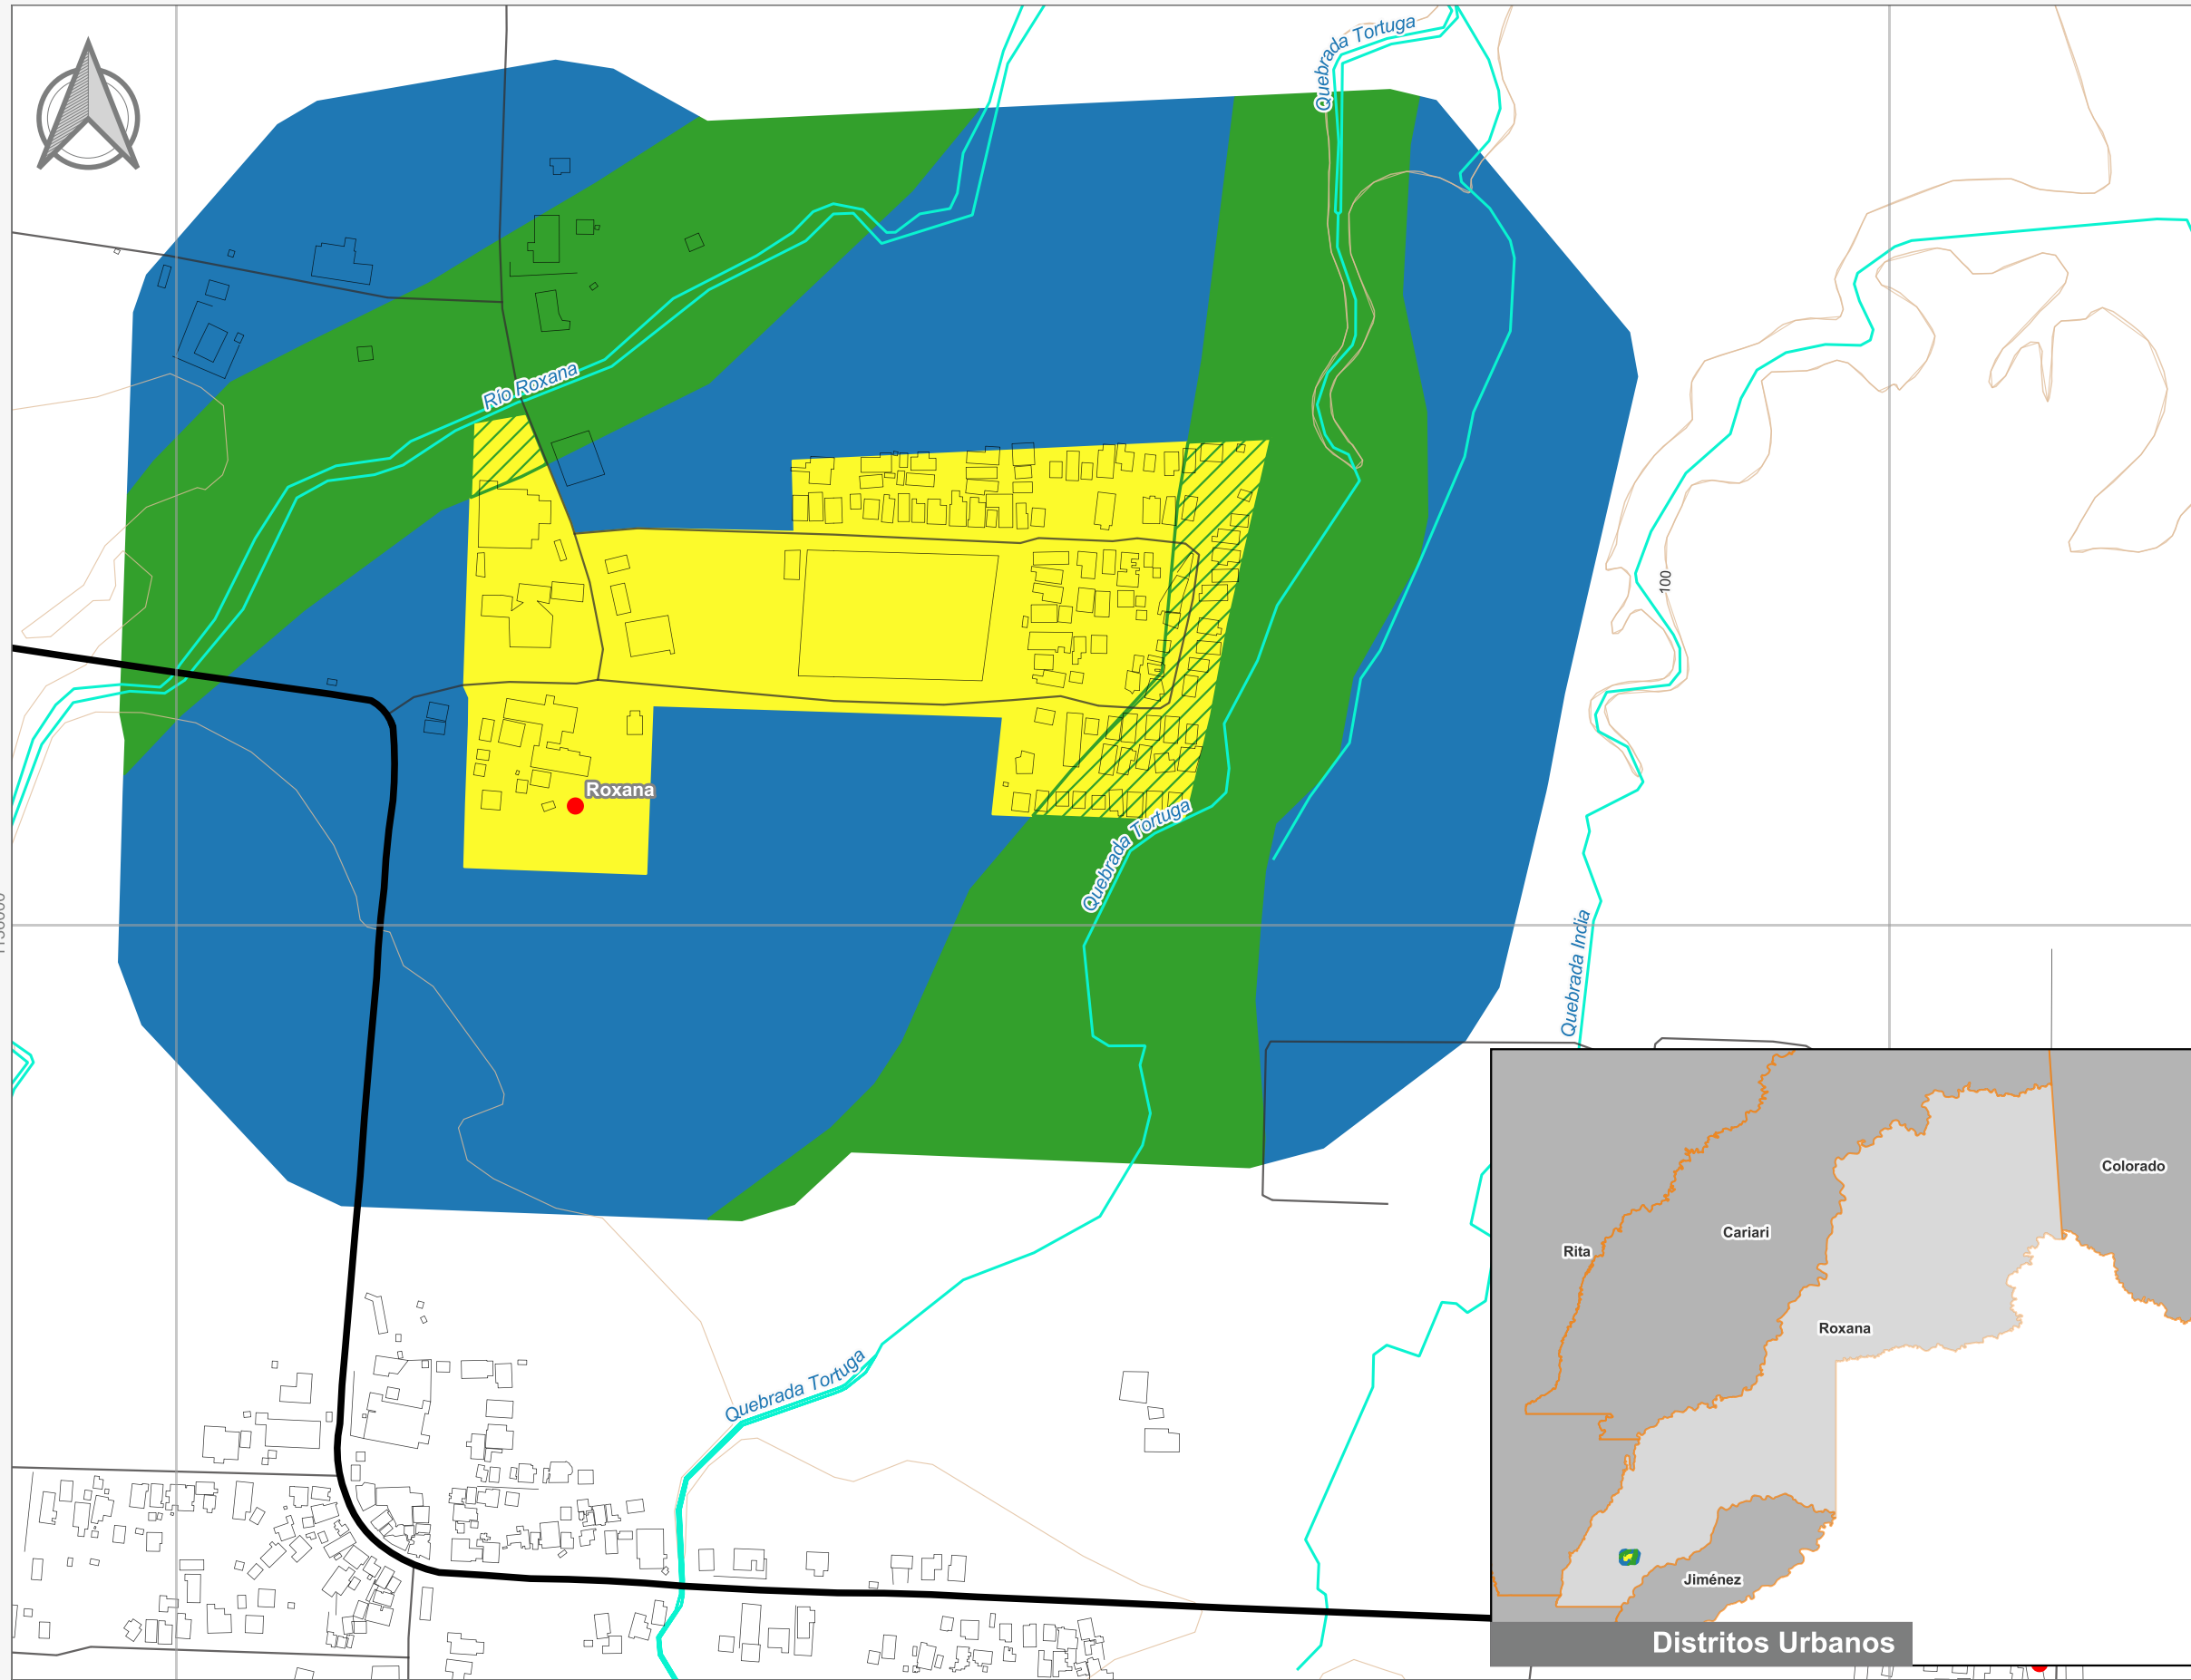 Quebrada Tortuga
Río Roxana
100
Roxana
Quebrada Tortuga
Quebrada India
Colorado
Cariari
Rita
Roxana
Quebrada Tortuga
Jiménez
Distritos Urbanos